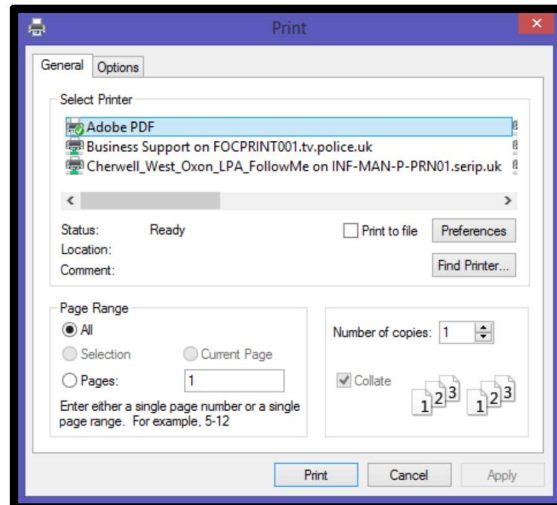 Print
General Options
Select Printer
Adobe PDF
Business Support on FOCPRINT001.tv.police.uk
Cherwell_West_Oxon_LPA_FollowMe on INF-MAN-P-PRN01.serip.uk
Status: Ready
Print to file Preferences
Location:
Comment:
Find Printer...
Page Range
All
Selection Current Page
Pages: 1
Enter either a single page number or a single
page range. For example, 5-12
Number of copies: 1
Collate
1 2 3 1 2 3
Print Cancel Apply